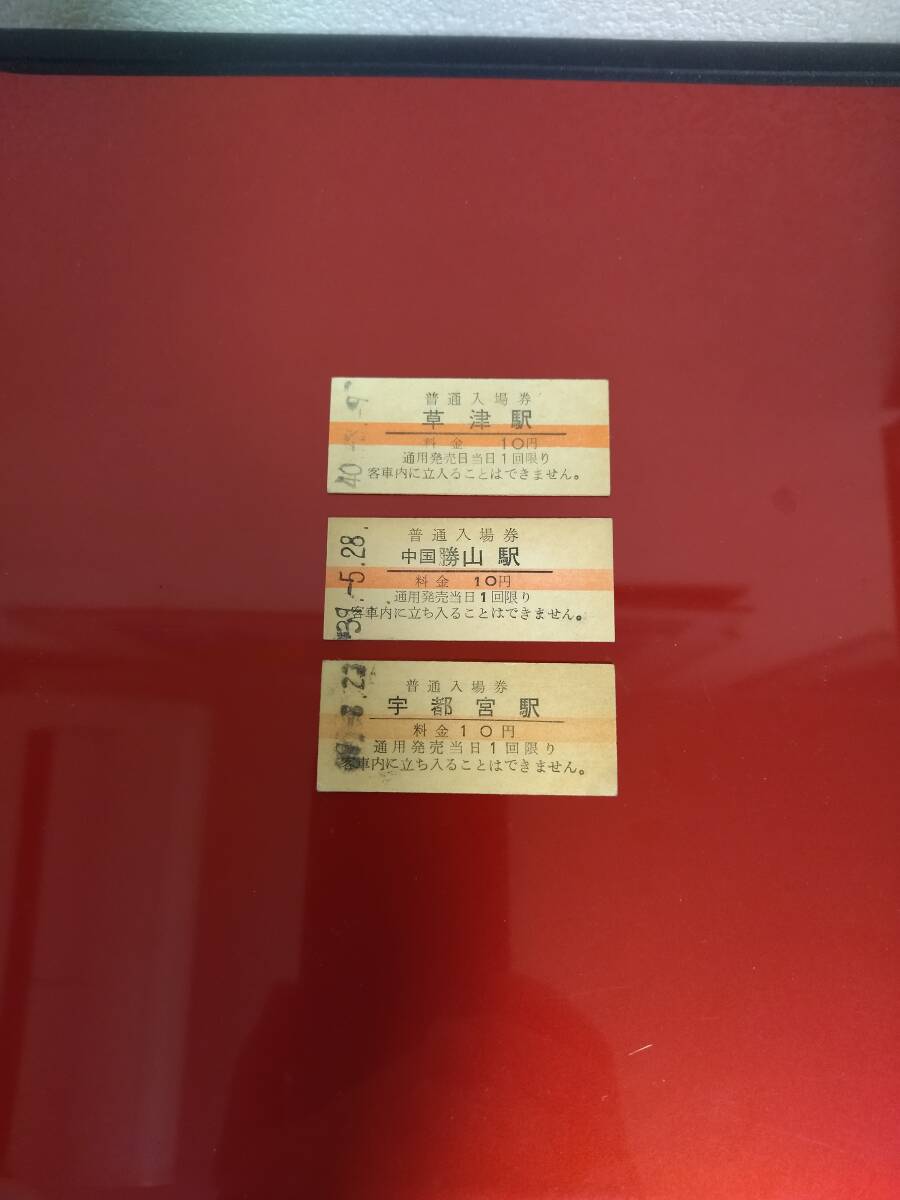 普通入場券
草津駅
料金 10円
通用発売日当日1回限り
客車内に立入ることはできません。
普通入場券
中国勝山駅
料金 10円
通用発売当日1回限り
客車内に立ち入ることはできません。
39.-5.28.
普通入場券
宇都宮駅
料金10円
通用発売当日1回限り
客車内に立ち入ることはできません。